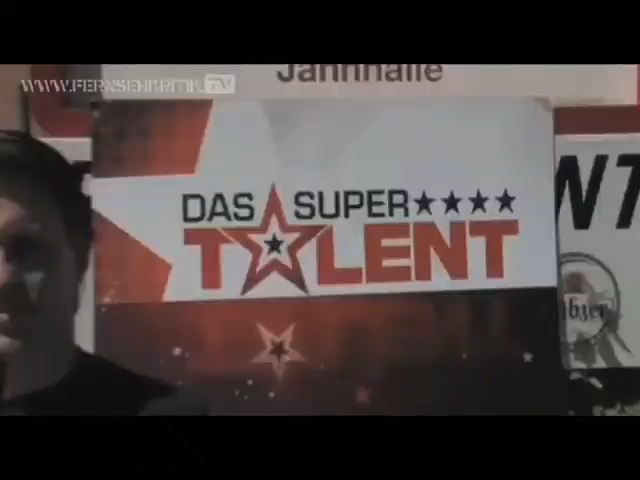 WWW.FERNSEHKRITIK TV
Jahnhalle
DAS SUPER
TALENT
NT